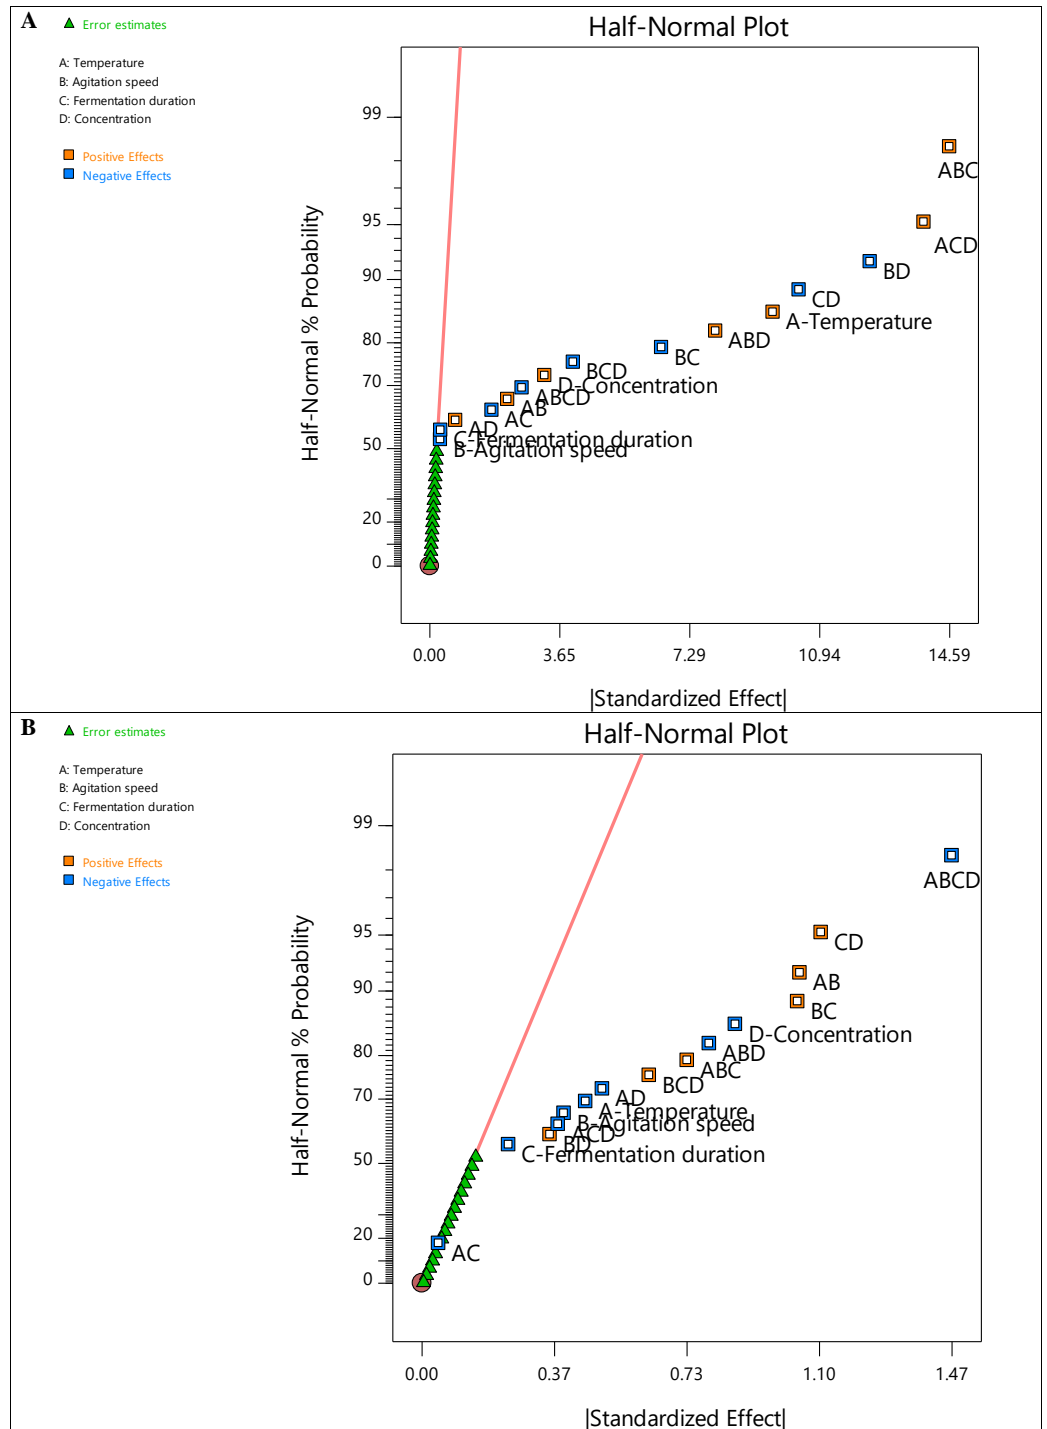 A
Error estimates
A: Temperature
B: Agitation speed
C: Fermentation duration
D: Concentration
Positive Effects
Negative Effects
Half-Normal Plot
Half-Normal % Probability
99
95
90
80
70
50
20
0
ABC
ACD
BD
CD
A-Temperature
ABD
BC
BCD
D-Concentration
ABCD
AB
AC
AD
C-Fermentation duration
B-Agitation speed
0.00 3.65 7.29 10.94 14.59
|Standardized Effect|
B
Error estimates
A: Temperature
B: Agitation speed
C: Fermentation duration
D: Concentration
Positive Effects
Negative Effects
Half-Normal Plot
Half-Normal % Probability
99
95
90
80
70
50
20
0
ABCD
CD
AB
BC
D-Concentration
ABD
ABC
BCD
AD
A-Temperature
B-Agitation speed
ACD
BD
C-Fermentation duration
AC
0.00 0.37 0.73 1.10 1.47
|Standardized Effect|